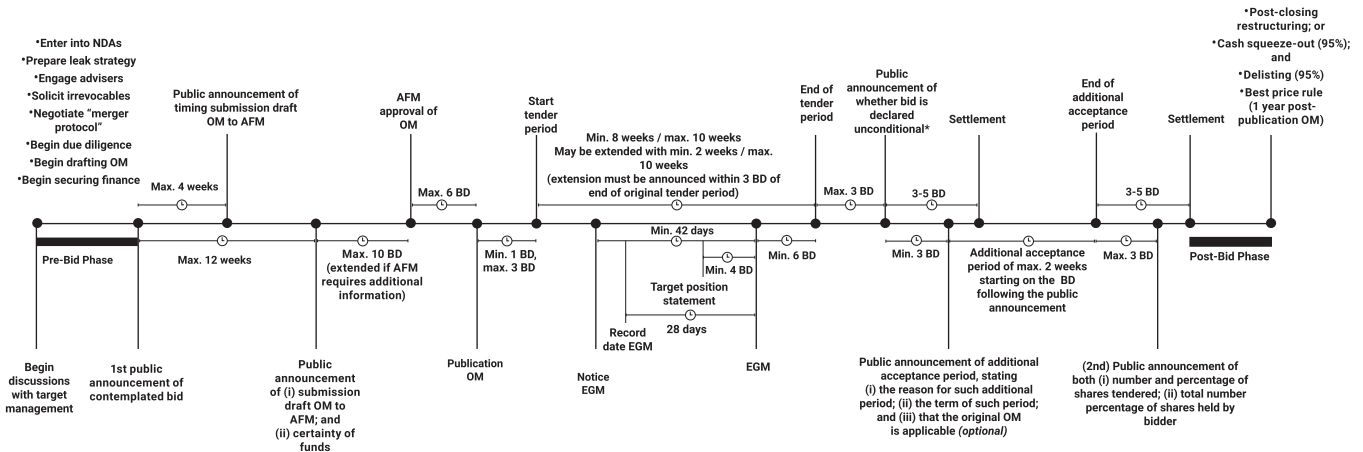 •Enter into NDAs
•Prepare leak strategy
•Engage advisers
•Solicit irrevocables
•Negotiate “merger
protocol”
•Begin due diligence
•Begin drafting OM
•Begin securing finance
Public announcement of
timing submission draft
OM to AFM
AFM
approval of
OM
Start
tender
period
Min. 8 weeks / max. 10 weeks
May be extended with min. 2 weeks / max.
10 weeks
(extension must be announced within 3 BD of
end of original tender period)
End of
tender
period
Public
announcement of
whether bid is
declared
unconditional*
Settlement
End of
additional
acceptance
period
Settlement
•Post-closing
restructuring; or
•Cash squeeze-out (95%);
and
•Delisting (95%)
•Best price rule
(1 year post-
publication OM)
Max. 4 weeks
Max. 6 BD
Max. 3 BD
3-5 BD
3-5 BD
Pre-Bid Phase
Max. 12 weeks
Max. 10 BD
(extended if AFM
requires additional
information)
Min. 1 BD,
max. 3 BD
Min. 42 days
Min. 4 BD
Target position
statement
28 days
Record
date EGM
Min. 6 BD
Min. 3 BD
Additional acceptance
period of max. 2 weeks
starting on the BD
following the public
announcement
Max. 3 BD
Post-Bid Phase
Begin
discussions
with target
management
1st public
announcement of
contemplated bid
Public
announcement
of (i) submission
draft OM to
AFM; and
(ii) certainty of
funds
Publication
OM
Notice
EGM
EGM
Public announcement of additional
acceptance period, stating
(i) the reason for such additional
period; (ii) the term of such period;
and (iii) that the original OM
is applicable (optional)
(2nd) Public announcement of
both (i) number and percentage of
shares tendered; (ii) total number
percentage of shares held by
bidder